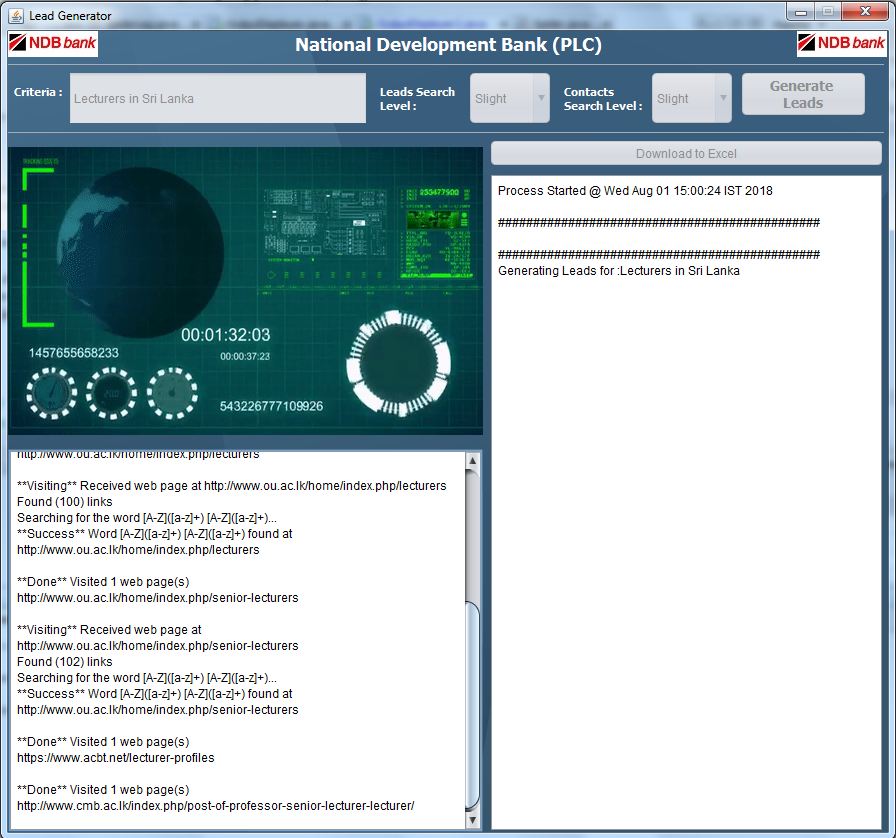 Lead Generator
NDB bank
National Development Bank (PLC)
NDB bank
Criteria :
Lecturers in Sri Lanka
Leads Search
Level :
Slight
Contacts
Search Level :
Slight
Generate
Leads
Download to Excel
00:01:32:03
00:00:37:23
1457655658233
543226777109926
Process Started @ Wed Aug 01 15:00:24 IST 2018
##############################################
##############################################
Generating Leads for :Lecturers in Sri Lanka
http://www.ou.ac.lk/home/index.php/lecturers
**Visiting** Received web page at http://www.ou.ac.lk/home/index.php/lecturers
Found (100) links
Searching for the word [A-Z]([a-z]+) [A-Z]([a-z]+)...
**Success** Word [A-Z]([a-z]+) [A-Z]([a-z]+) found at
http://www.ou.ac.lk/home/index.php/lecturers
**Done** Visited 1 web page(s)
http://www.ou.ac.lk/home/index.php/senior-lecturers
**Visiting** Received web page at
http://www.ou.ac.lk/home/index.php/senior-lecturers
Found (102) links
Searching for the word [A-Z]([a-z]+) [A-Z]([a-z]+)...
**Success** Word [A-Z]([a-z]+) [A-Z]([a-z]+) found at
http://www.ou.ac.lk/home/index.php/senior-lecturers
**Done** Visited 1 web page(s)
https://www.acbt.net/lecturer-profiles
**Done** Visited 1 web page(s)
http://www.cmb.ac.lk/index.php/post-of-professor-senior-lecturer-lecturer/